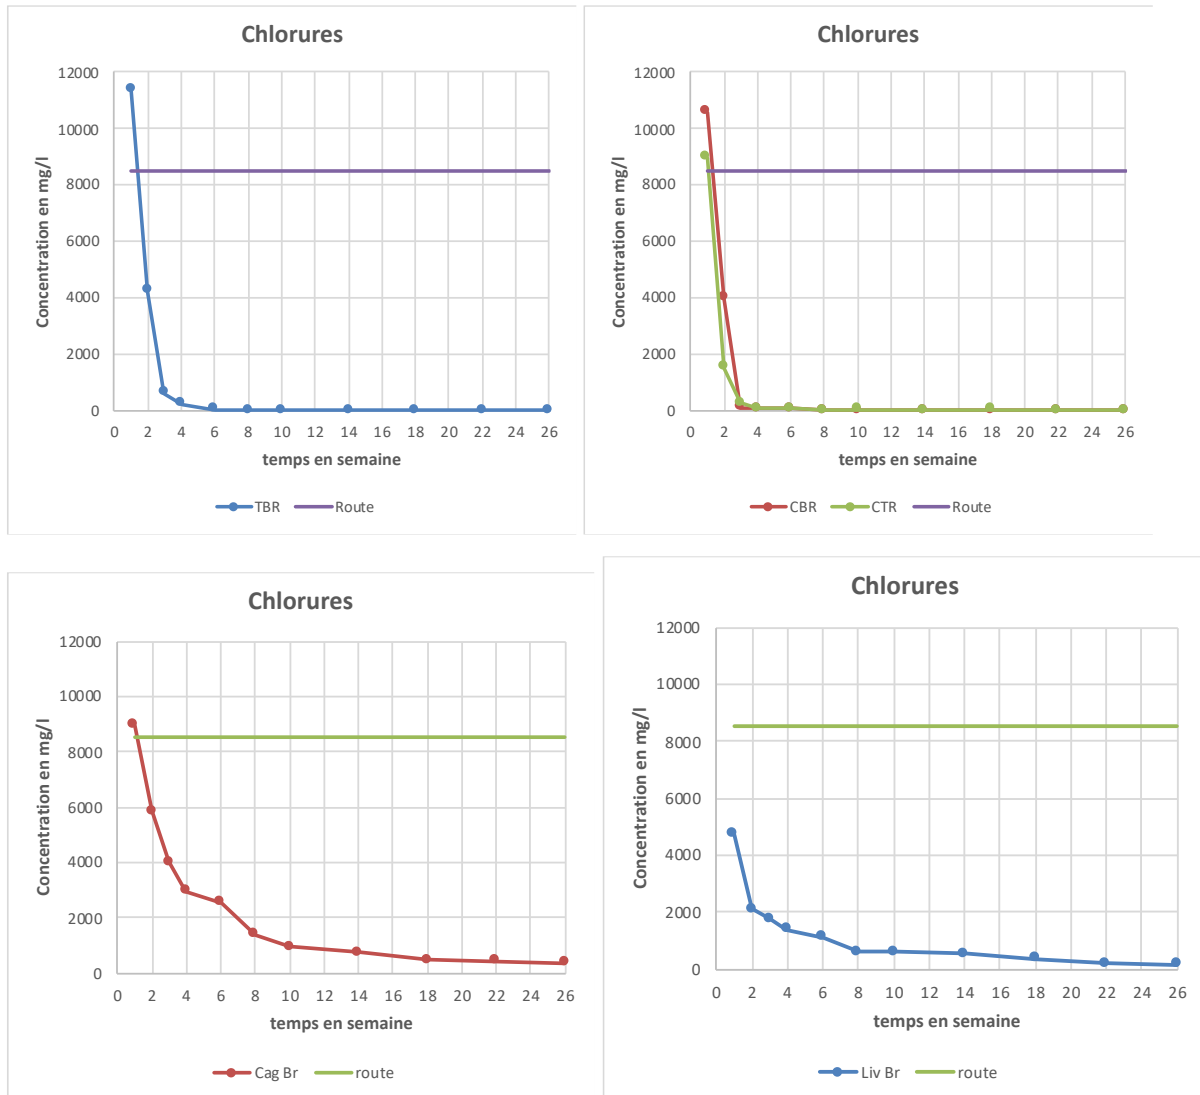 Chlorures
12000
10000
8000
6000
4000
2000
0
Concentration en mg/l
0 2 4 6 8 10 12 14 16 18 20 22 24 26
temps en semaine
TBR Route
Chlorures
12000
10000
8000
6000
4000
2000
0
Concentration en mg/l
0 2 4 6 8 10 12 14 16 18 20 22 24 26
temps en semaine
CBR CTR Route
Chlorures
12000
10000
8000
6000
4000
2000
0
Concentration en mg/l
0 2 4 6 8 10 12 14 16 18 20 22 24 26
temps en semaine
Cag Br route
Chlorures
12000
10000
8000
6000
4000
2000
0
Concentration en mg/l
0 2 4 6 8 10 12 14 16 18 20 22 24 26
temps en semaine
Liv Br route